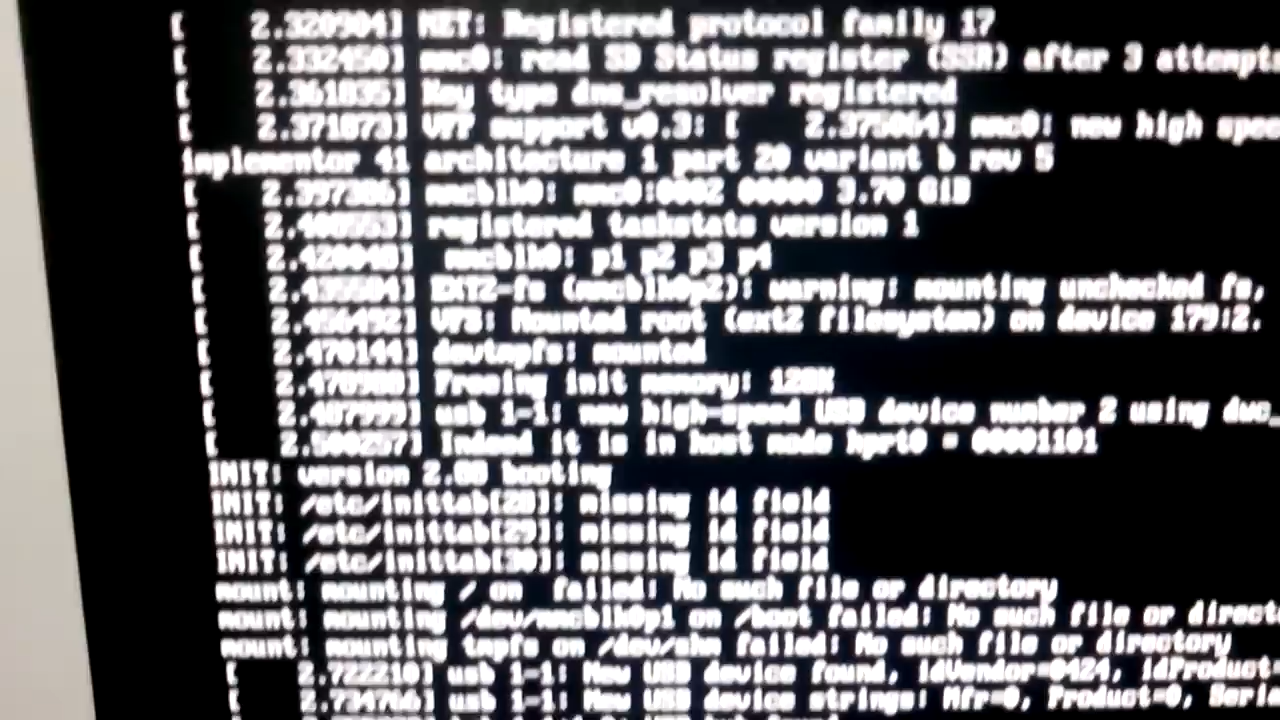 [ 2.320904] NET: Registered protocol family 17
[ 2.332450] mmc0: read SD Status register (SSR) after 3 attempts
[ 2.361835] Key type dns_resolver registered
[ 2.371873] VFP support v0.3: [ 2.375064] mmc0: new high spee
implementor 41 architecture 1 part 20 variant b rev 5
[ 2.397386] mmcblk0: mmc0:0002 00000 3.70 GiB
[ 2.408553] registered taskstats version 1
[ 2.420048] mmcblk0: p1 p2 p3 p4
[ 2.435504] EXT2-fs (mmcblk0p2): warning: mounting unchecked fs,
[ 2.456492] VFS: Mounted root (ext2 filesystem) on device 179:2.
[ 2.470144] devtmpfs: mounted
[ 2.478980] Freeing init memory: 128K
[ 2.487999] usb 1-1: new high-speed USB device number 2 using dwc_
[ 2.500257] Indeed it is in host mode hprt0 = 00001101
INIT: version 2.88 booting
INIT: /etc/inittab[28]: missing id field
INIT: /etc/inittab[29]: missing id field
INIT: /etc/inittab[30]: missing id field
mount: mounting / on failed: No such file or directory
mount: mounting /dev/mmcblk0p1 on /boot failed: No such file or direct
mount: mounting tmpfs on /dev/shm failed: No such file or directory
[ 2.722210] usb 1-1: New USB device found, idVendor=0424, idProduct=
[ 2.734766] usb 1-1: New USB device strings: Mfr=0, Product=0, Seria